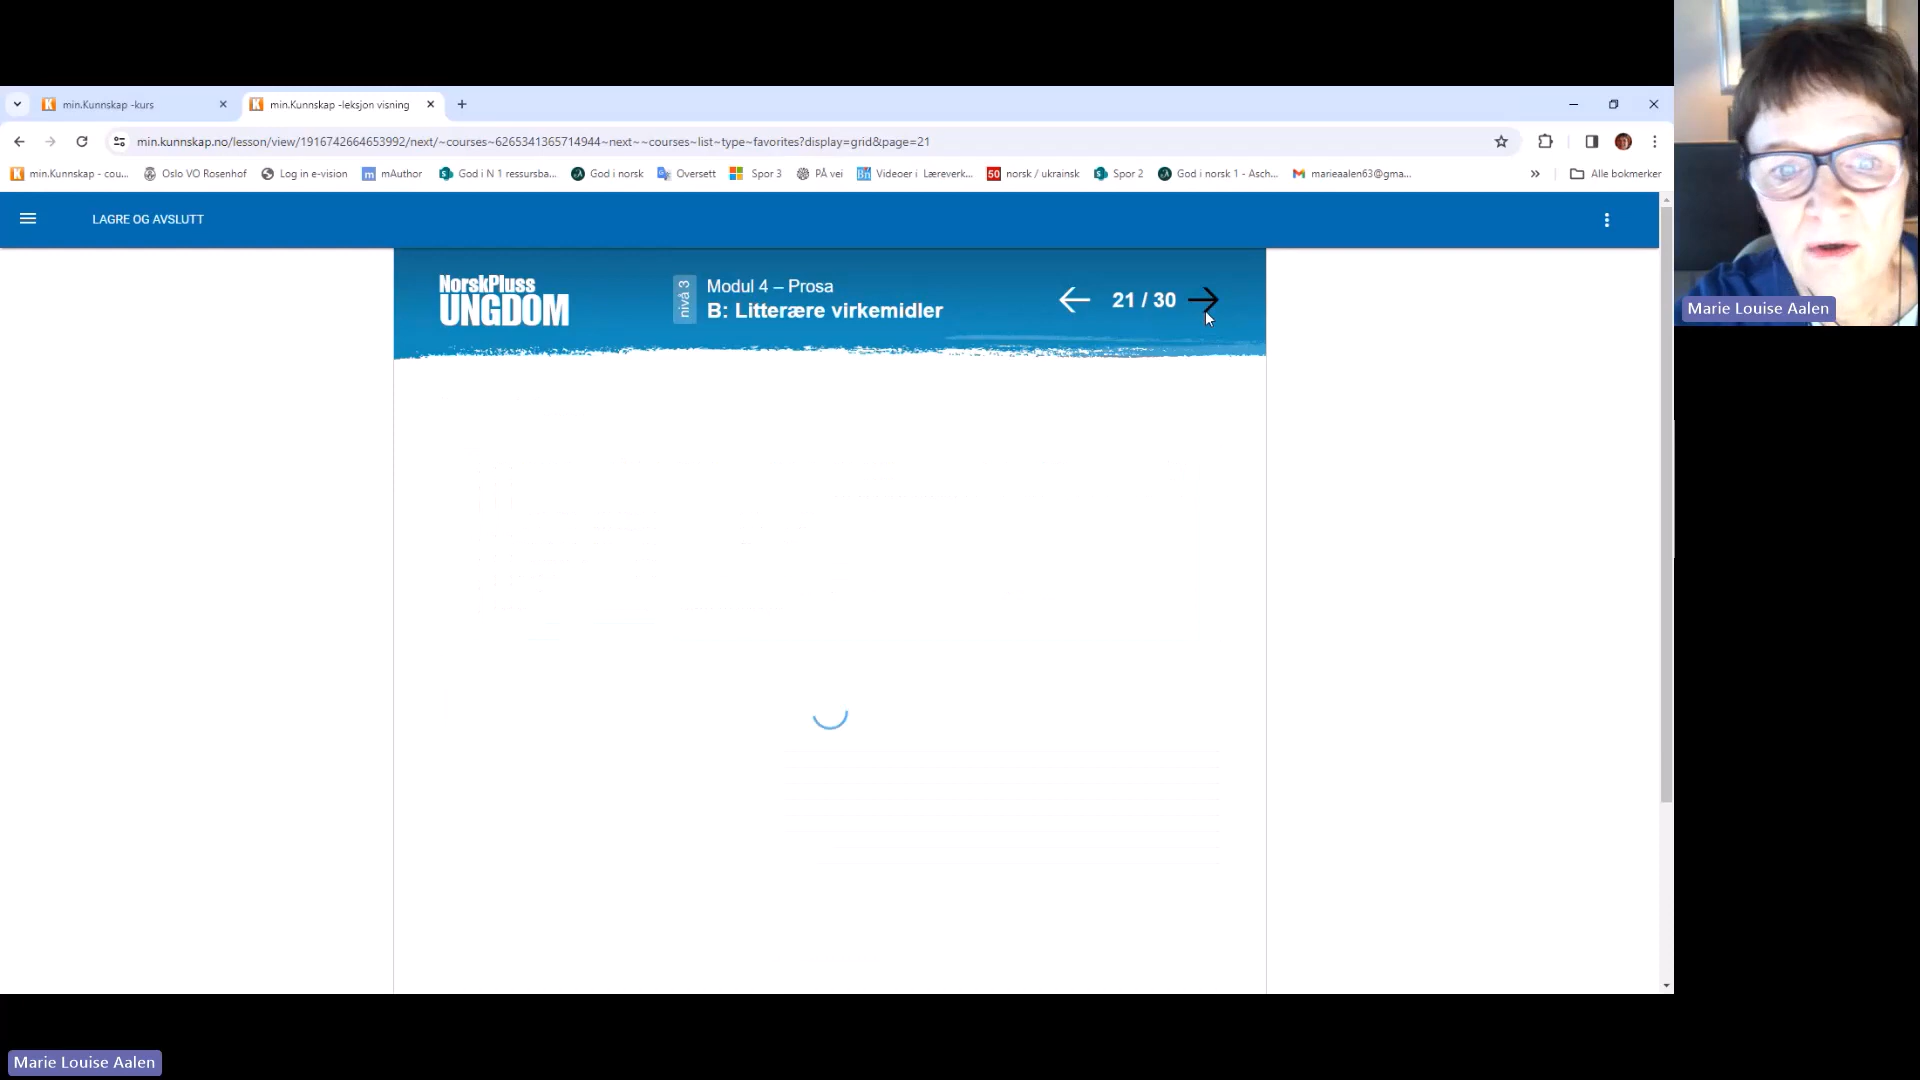 min.Kunnskap -kurs
min.Kunnskap -leksjon visning
min.kunnskap.no/lesson/view/1916742664653992/next/~courses~6265341365714944~next~~courses~list~type~favorites?display=grid&page=21
min.Kunnskap - cou...
Oslo VO Rosenhof
Log in e-vision
mAuthor
God i N 1 ressursba...
God i norsk
Oversett
Spor 3
PÅ vei
Videoer i Læreverk...
norsk / ukrainsk
Spor 2
God i norsk 1 - Asch...
marieaalen63@gma...
Alle bokmerker
LAGRE OG AVSLUTT
NorskPluss
UNGDOM
nivå 3
Modul 4 – Prosa
B: Litterære virkemidler
21 / 30
Marie Louise Aalen
Marie Louise Aalen